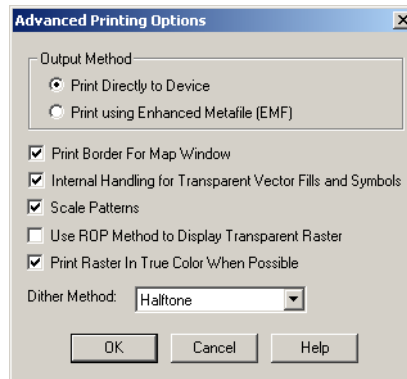 Advanced Printing Options
Output Method
Print Directly to Device
Print using Enhanced Metafile (EMF)
Print Border For Map Window
Internal Handling for Transparent Vector Fills and Symbols
Scale Patterns
Use ROP Method to Display Transparent Raster
Print Raster In True Color When Possible
Dither Method: Halftone
OK Cancel Help